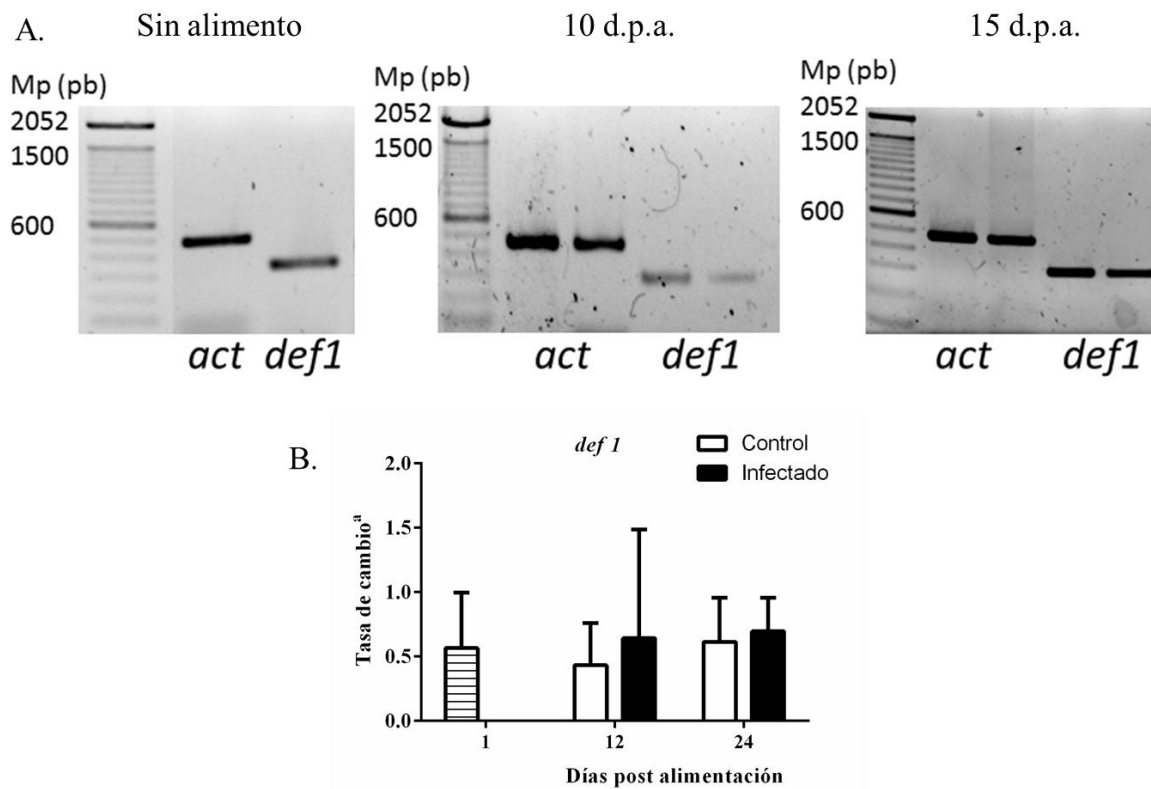 A.
Sin alimento
10 d.p.a.
15 d.p.a.
Mp (pb)
2052
1500
600
act def1
Mp (pb)
2052
1500
600
act def1
Mp (pb)
2052
1500
600
act def1
B.
def 1
Control
Infectado
Tasa de cambioª
2.0
1.5
1.0
0.5
0.0
1 12 24
Días post alimentación